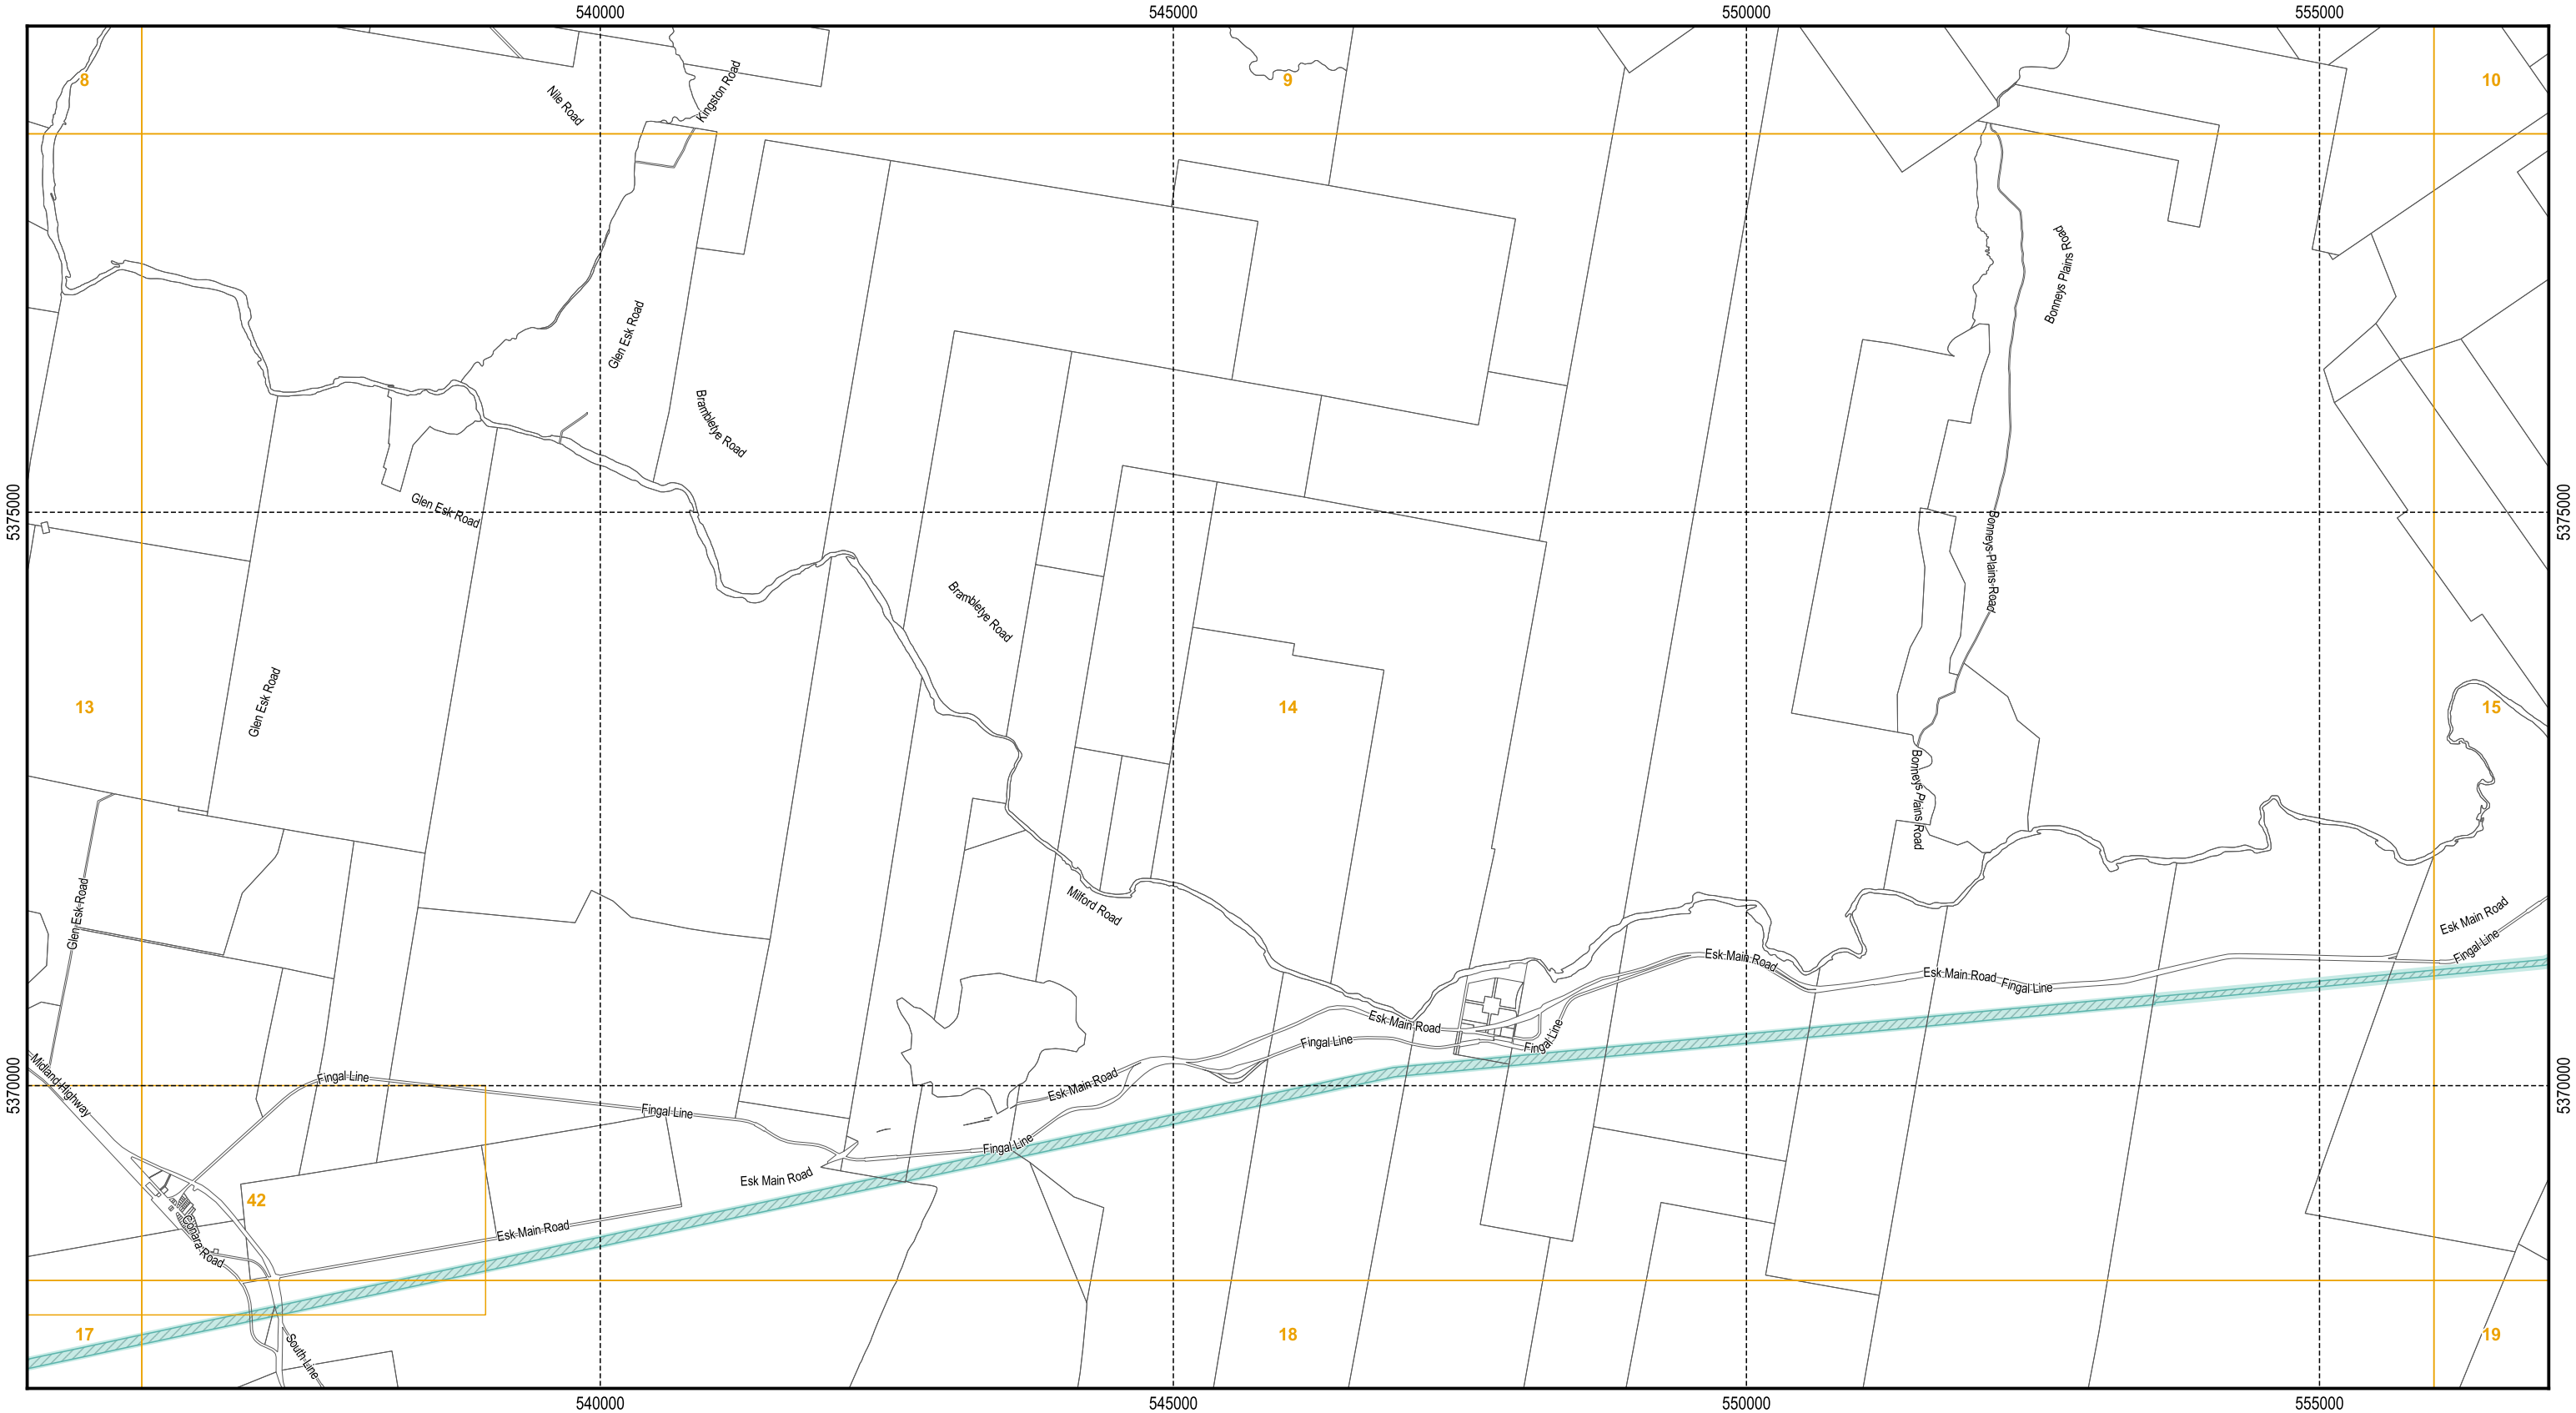 540000 545000 550000 555000
8 9 10
Nile Road
Kingston Road
Bonneys Plains Road
Glen Esk Road
Brambletye Road
Glen Esk Road
5375000 5375000
Bonneys Plains Road
Brambletye Road
Glen Esk Road
13 14 15
Bonneys Plains Road
Glen Esk Road
Milford Road
Esk Main Road
Fingal Line
Esk Main Road
Esk Main Road
Fingal Line
Esk Main Road
Fingal Line
Fingal Line
Midland Highway
Fingal Line
Esk Main Road
5370000 5370000
Fingal Line
Fingal Line
Esk Main Road
42
Conara Road
Esk Main Road
17 18 19
South Line
540000 545000 550000 555000